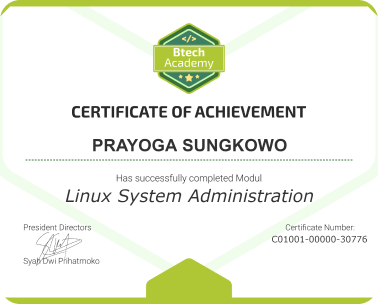 </>
Btech
Academy
CERTIFICATE OF ACHIEVEMENT
PRAYOGA SUNGKOWO
Has successfully completed Modul
Linux System Administration
President Directors
Syafi Dwi Prihatmoko
Certificate Number:
C01001-00000-30776